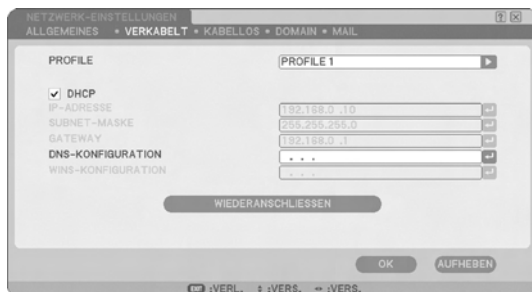 NETZWERK-EINSTELLUNGEN
ALLGEMEINES • VERKABELT • KABELLOS • DOMAIN • MAIL
PROFILE PROFILE 1
DHCP
IP-ADRESSE 192.168.0 .10
SUBNET-MASKE 255.255.255.0
GATEWAY 192.168.0 .1
DNS-KONFIGURATION . . .
WINS-KONFIGURATION . . .
WIEDERANSCHLIESSEN
OK AUFHEBEN
EXIT :VERL. :VERS. :VERS.